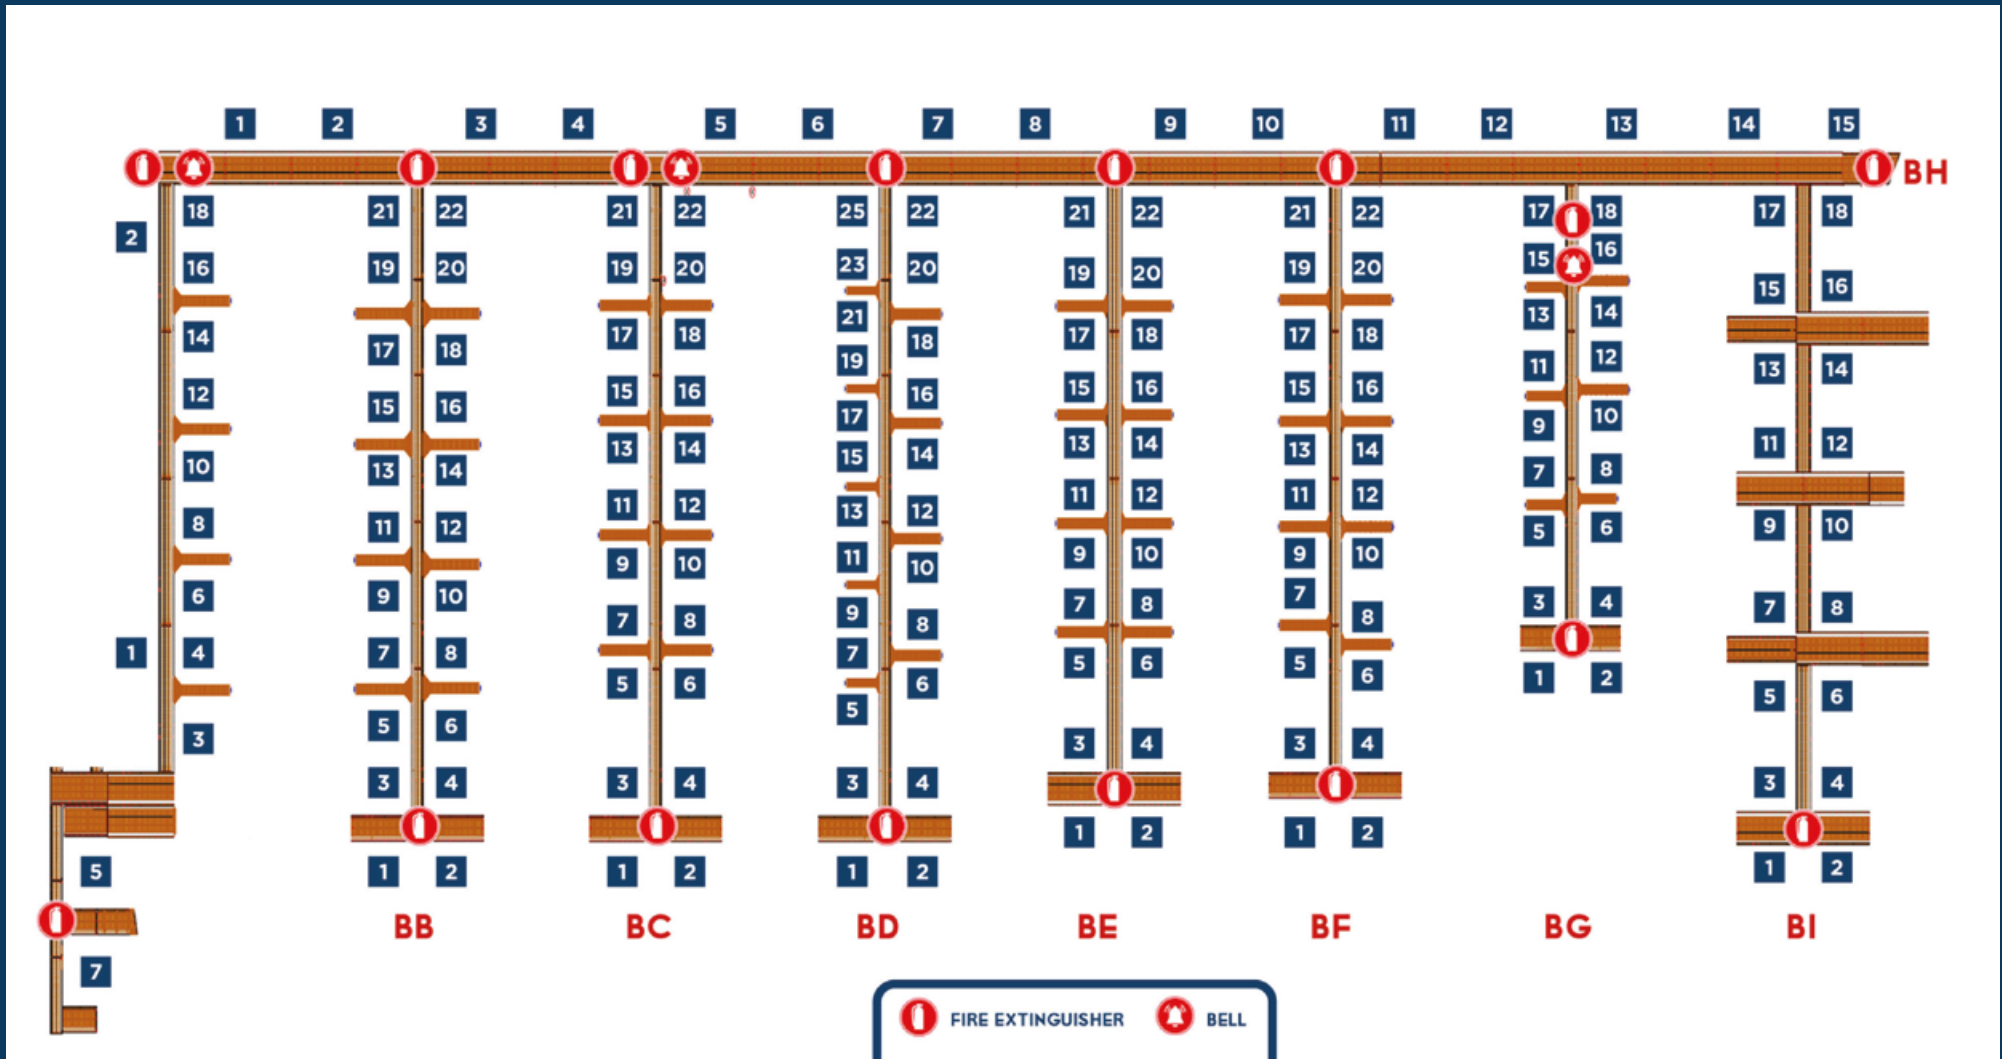 1 2 3 4 5 6 7 8 9 10 11 12 13 14 15
BH
18 21 22 21 22 25 22 21 22 21 22 17 18 17 18
2
16 19 20 19 20 23 20 19 20 19 20 15 16 15 16
14 17 18 17 18 21 18 17 18 17 18 13 14 13 14
12 15 16 15 16 19 16 15 16 15 16 11 12 11 12
10 13 14 13 14 17 14 13 14 13 14 9 10 9 10
8 11 12 11 12 15 12 11 12 11 12 7 8 7 8
6 9 10 9 10 13 10 9 10 9 10 5 6 5 6
1 4 7 8 7 8 11 8 7 8 7 8 3 4 3 4
3 5 6 5 6 9 6 5 6 5 6 1 2 1 2
3 4 3 4 7 4 3 4 3 4
5 1 2 1 2 5 2 1 2 1 2
3
1
7
BB BC BD BE BF BG BI
FIRE EXTINGUISHER BELL